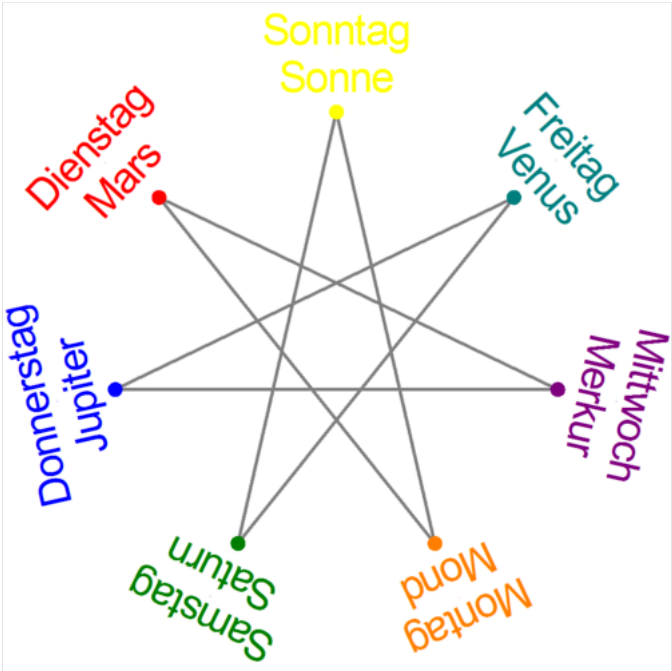 Sonntag
Sonne
Freitag
Venus
Mittwoch
Merkur
Montag
Mond
Samstag
Saturn
Donnerstag
Jupiter
Dienstag
Mars